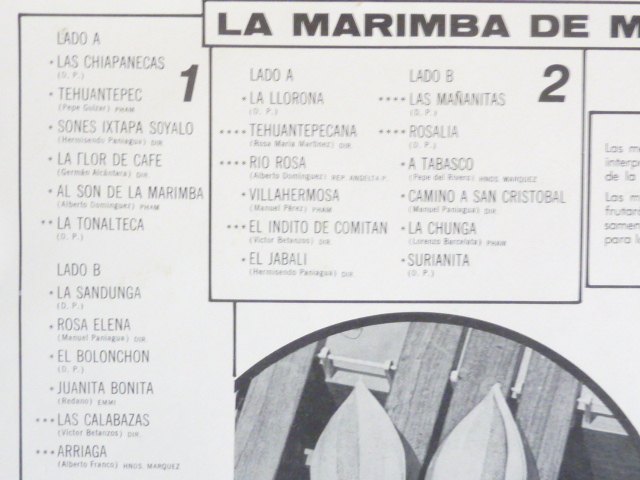 LA MARIMBA DE M
1
LADO A
• LAS CHIAPANECAS
(D. P.)
• TEHUANTEPEC
(Pepe Guízar) PHAM
• SONES IXTAPA SOYALO
(Hermisendo Paniagua) DIR.
• LA FLOR DE CAFE
(Germán Alcántara) DIR.
• AL SON DE LA MARIMBA
(Alberto Domínguez) PHAM
•• LA TONALTECA
(D. P.)
LADO B
• LA SANDUNGA
(D. P.)
• ROSA ELENA
(Manuel Paniagua) DIR.
• EL BOLONCHON
(D. P.)
• JUANITA BONITA
(Redano) EMMI
••• LAS CALABAZAS
(Víctor Betanzos) DIR.
••• ARRIAGA
(Alberto Franco) HNOS. MARQUEZ
2
LADO A
• LA LLORONA
(D. P.)
•••• TEHUANTEPECANA
(Rosa María Martínez) DIR.
•••• RIO ROSA
(Alberto Domínguez) REP. ANGELITA P.
• VILLAHERMOSA
(Manuel Pérez) PHAM
••• EL INDITO DE COMITAN
(Víctor Betanzos) DIR.
• EL JABALI
(Hermisendo Paniagua) DIR.
LADO B
•••• LAS MAÑANITAS
(D. P.)
•••• ROSALIA
(D. P.)
• A TABASCO
(Pepe del Rivero) HNOS. MARQUEZ
• CAMINO A SAN CRISTOBAL
(Manuel Paniagua) DIR.
• LA CHUNGA
(Lorenzo Barcelata) PHAM
• SURIANITA
(D. P.)
Las m
interp
de la
Las m
frutar
samen
para l